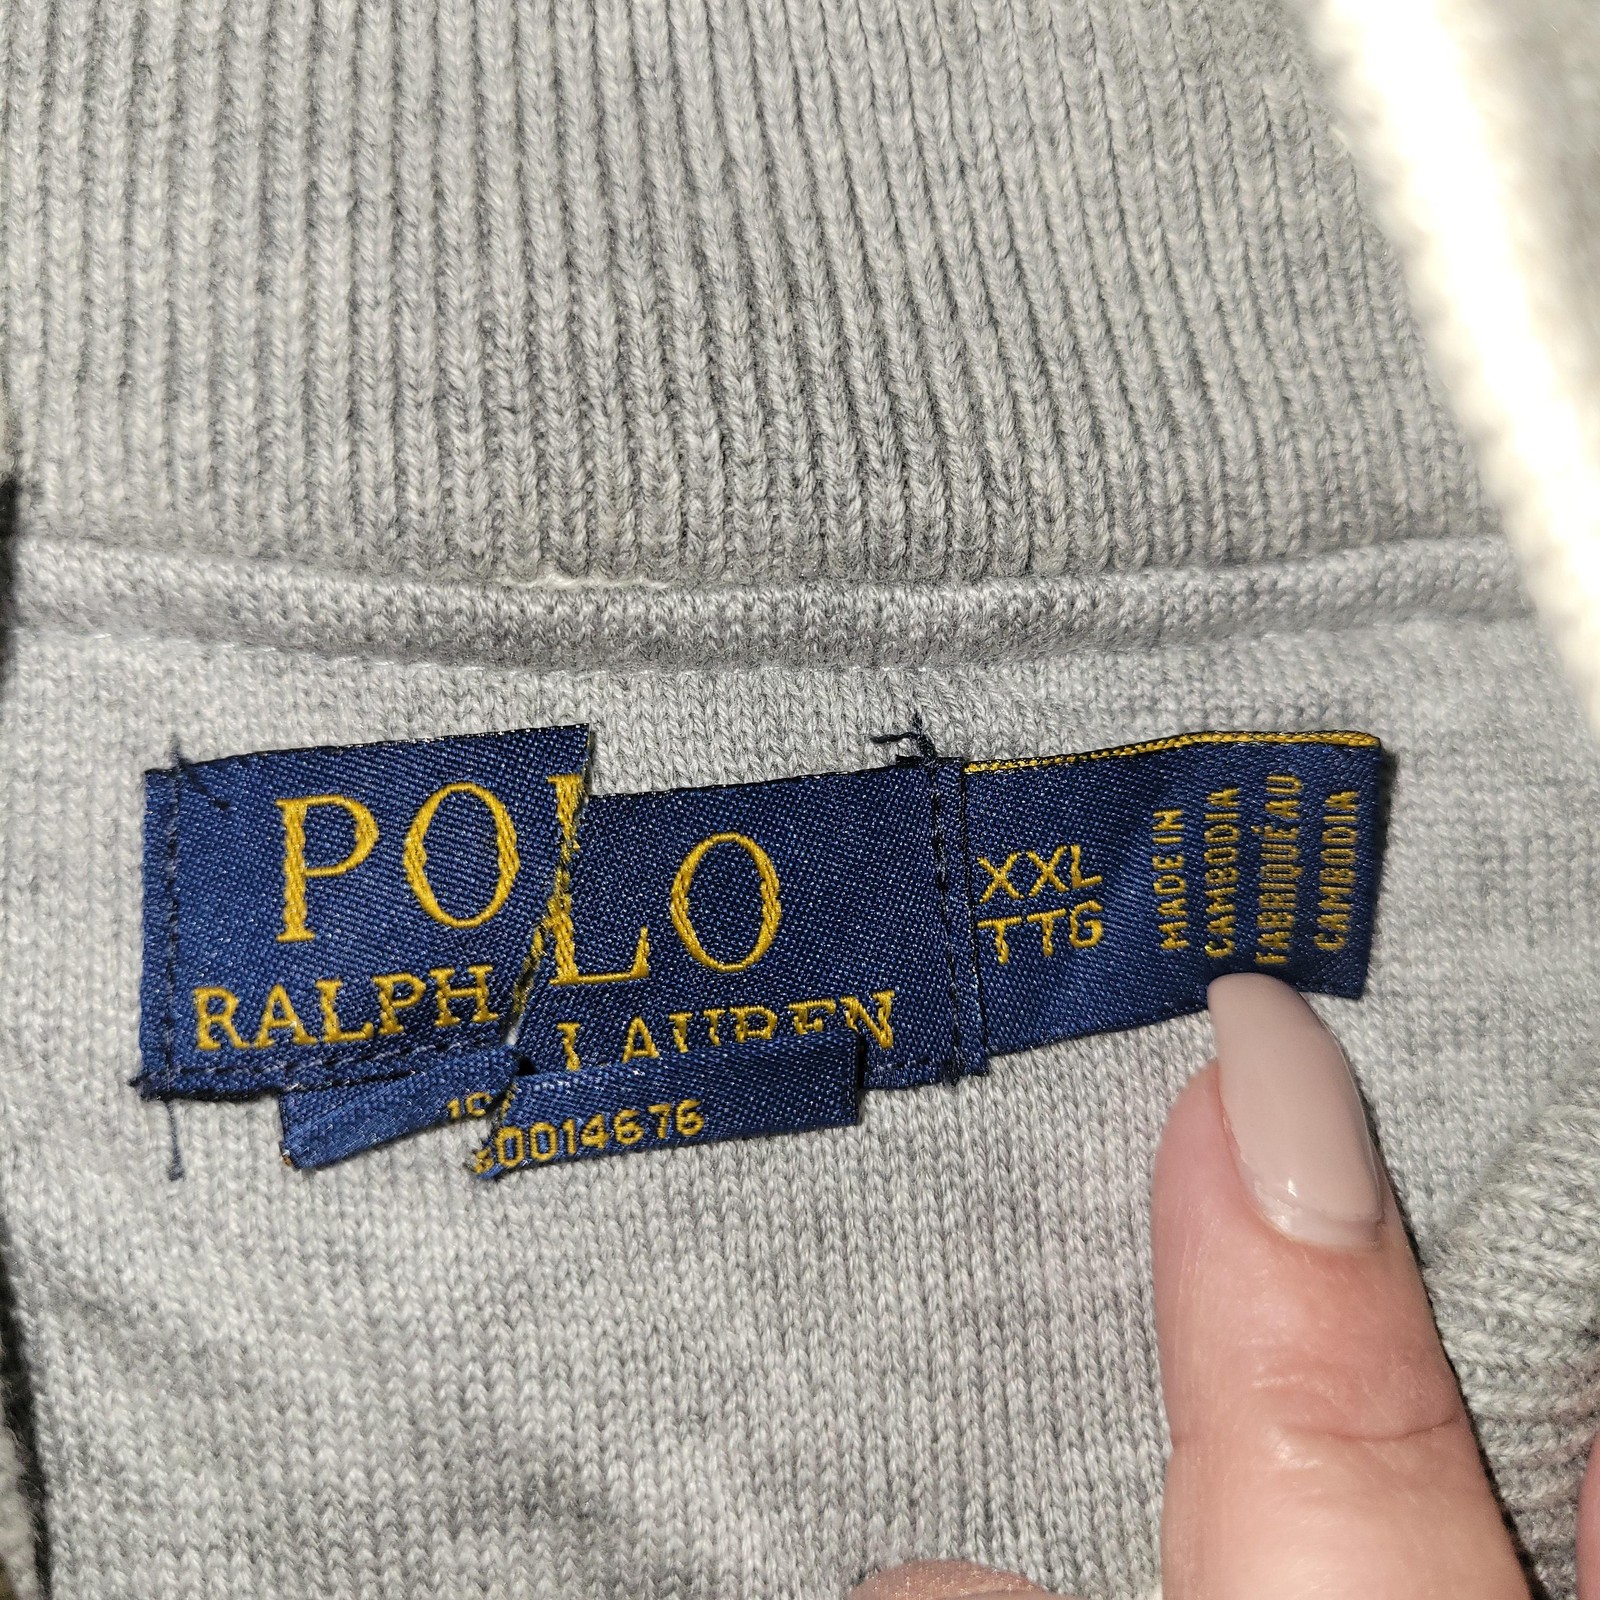 POLO
RALPH LAUREN
XXL
TTG
MADE IN
CAMBODIA
FABRIQUÉ AU
CAMBODIA
0014676